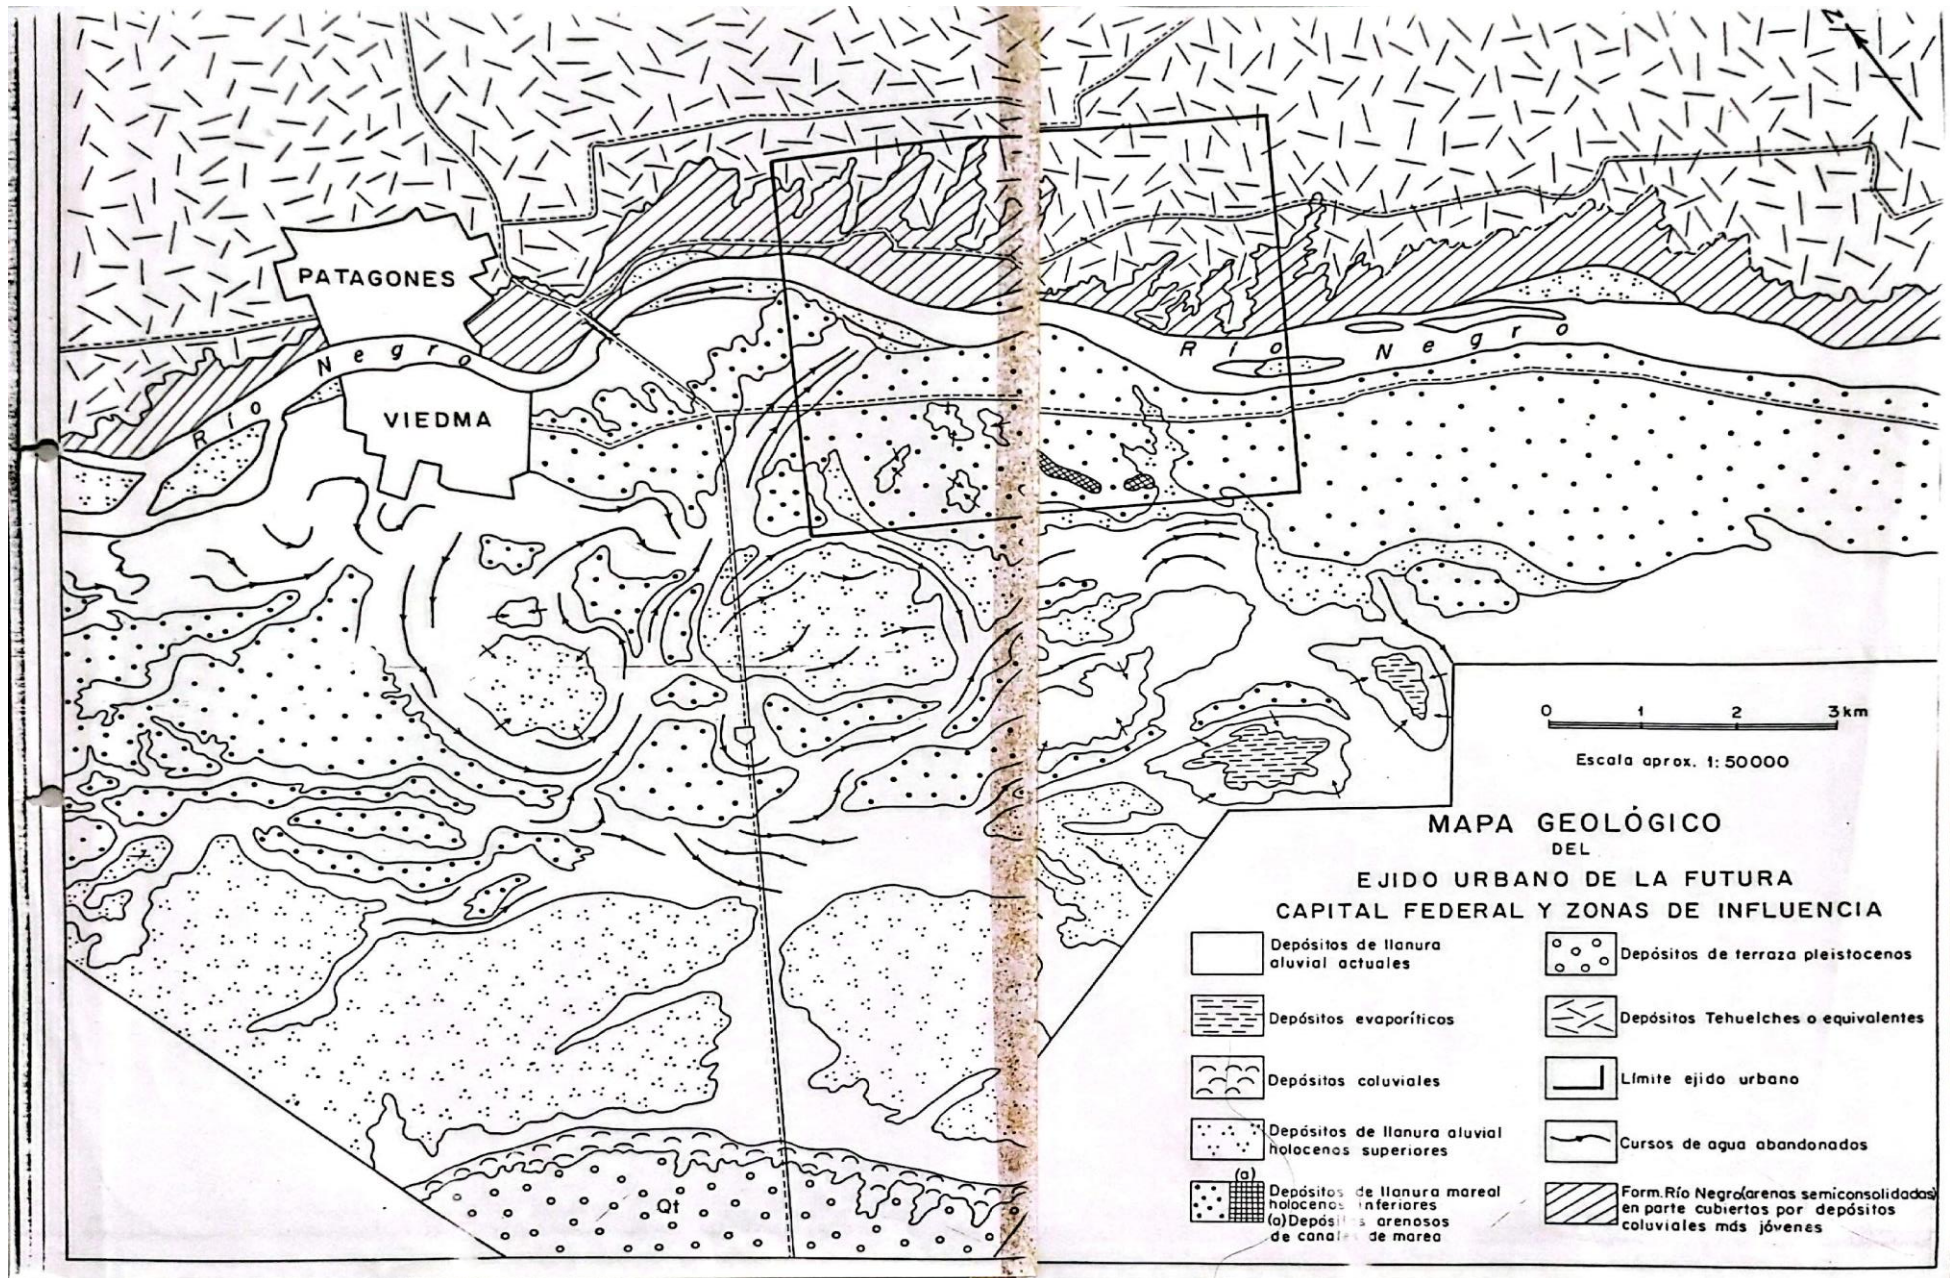 N
PATAGONES
Río Negro
VIEDMA
Río Negro
0 1 2 3 km
Escala aprox. 1:50000
MAPA GEOLÓGICO
DEL
EJIDO URBANO DE LA FUTURA
CAPITAL FEDERAL Y ZONAS DE INFLUENCIA
Depósitos de llanura
aluvial actuales
Depósitos evaporíticos
Depósitos coluviales
Depósitos de llanura aluvial
holocenos superiores
(a)
Depósitos de llanura mareal
holocenos inferiores
(a) Depósitos arenosos
de canales de marea
Depósitos de terraza pleistocenos
Depósitos Tehuelches o equivalentes
Límite ejido urbano
Cursos de agua abandonados
Form. Río Negro (arenas semiconsolidadas)
en parte cubiertas por depósitos
coluviales más jóvenes
Qt